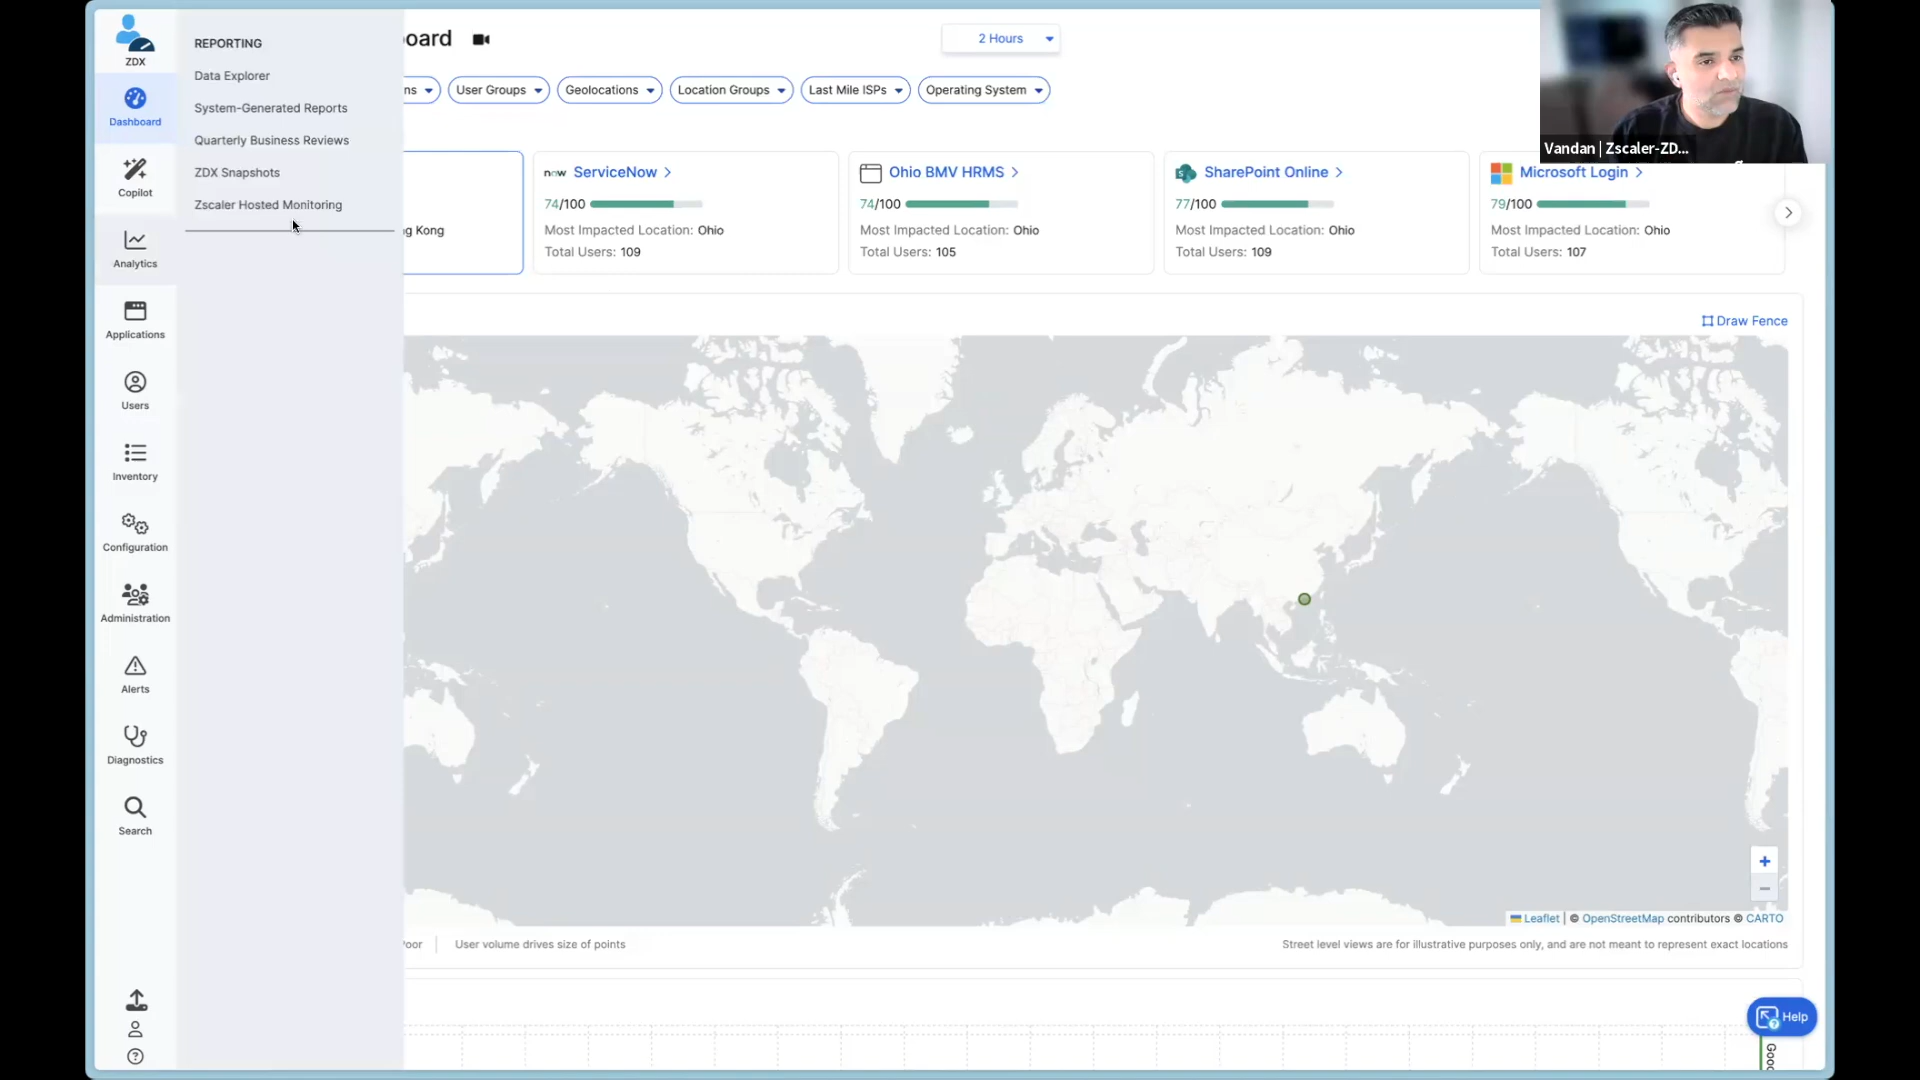 ZDX
Dashboard
Copilot
Analytics
Applications
Users
Inventory
Configuration
Administration
Alerts
Diagnostics
Search
REPORTING
Data Explorer
System-Generated Reports
Quarterly Business Reviews
ZDX Snapshots
Zscaler Hosted Monitoring
oard
2 Hours
ns
User Groups
Geolocations
Location Groups
Last Mile ISPs
Operating System
Vandan | Zscaler-ZD...
g Kong
now ServiceNow
74/100
Most Impacted Location: Ohio
Total Users: 109
Ohio BMV HRMS
74/100
Most Impacted Location: Ohio
Total Users: 105
SharePoint Online
77/100
Most Impacted Location: Ohio
Total Users: 109
Microsoft Login
79/100
Most Impacted Location: Ohio
Total Users: 107
Draw Fence
+
−
Leaflet | © OpenStreetMap contributors © CARTO
oor
User volume drives size of points
Street level views are for illustrative purposes only, and are not meant to represent exact locations
Help